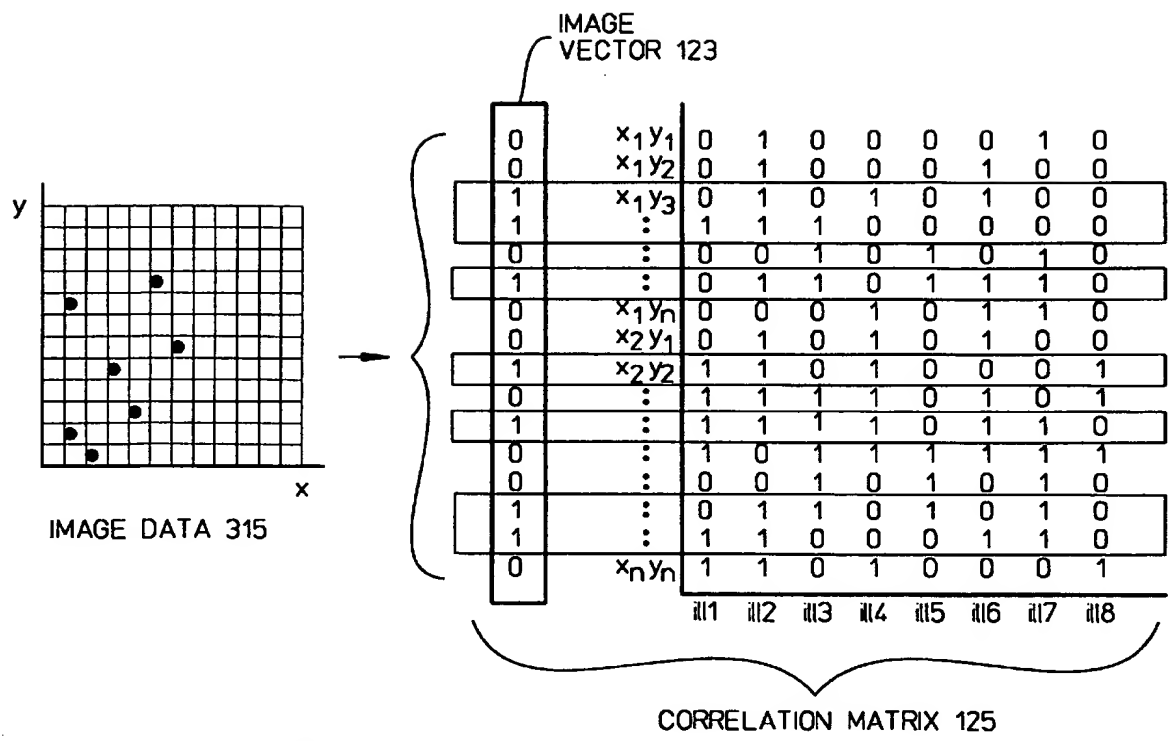 IMAGE
VECTOR 123
0 x₁y₁ 0 1 0 0 0 0 1 0
0 x₁y₂ 0 1 0 0 0 1 0 0
1 x₁y₃ 0 1 0 1 0 1 0 0
1 ⋮ 1 1 1 0 0 0 0 0
0 ⋮ 0 0 1 0 1 0 1 0
1 ⋮ 0 1 1 0 1 1 1 0
0 x₁yₙ 0 0 0 1 0 1 1 0
0 x₂y₁ 0 1 0 1 0 1 0 0
1 x₂y₂ 1 1 0 1 0 0 0 1
0 ⋮ 1 1 1 1 0 1 0 1
1 ⋮ 1 1 1 1 0 1 1 0
0 ⋮ 1 0 1 1 1 1 1 1
0 ⋮ 0 0 1 0 1 0 1 0
1 ⋮ 0 1 1 0 1 0 1 0
1 ⋮ 1 1 0 0 0 1 1 0
0 xₙyₙ 1 1 0 1 0 0 0 1
ill1 ill2 ill3 ill4 ill5 ill6 ill7 ill8
y
x
IMAGE DATA 315
CORRELATION MATRIX 125